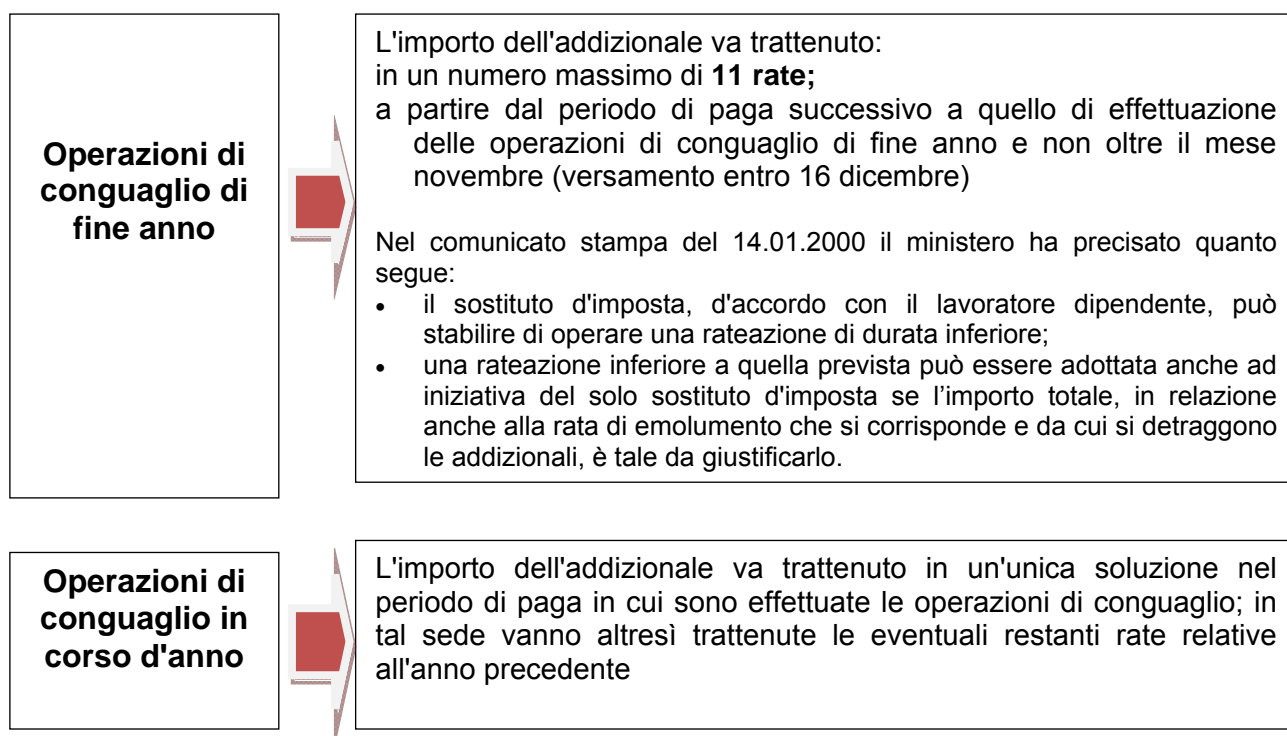 Operazioni di
conguaglio di
fine anno
L'importo dell'addizionale va trattenuto:
in un numero massimo di 11 rate;
a partire dal periodo di paga successivo a quello di effettuazione
delle operazioni di conguaglio di fine anno e non oltre il mese
novembre (versamento entro 16 dicembre)
Nel comunicato stampa del 14.01.2000 il ministero ha precisato quanto
segue:
• il sostituto d'imposta, d'accordo con il lavoratore dipendente, può
stabilire di operare una rateazione di durata inferiore;
• una rateazione inferiore a quella prevista può essere adottata anche ad
iniziativa del solo sostituto d'imposta se l’importo totale, in relazione
anche alla rata di emolumento che si corrisponde e da cui si detraggono
le addizionali, è tale da giustificarlo.
Operazioni di
conguaglio in
corso d'anno
L'importo dell'addizionale va trattenuto in un'unica soluzione nel
periodo di paga in cui sono effettuate le operazioni di conguaglio; in
tal sede vanno altresì trattenute le eventuali restanti rate relative
all'anno precedente